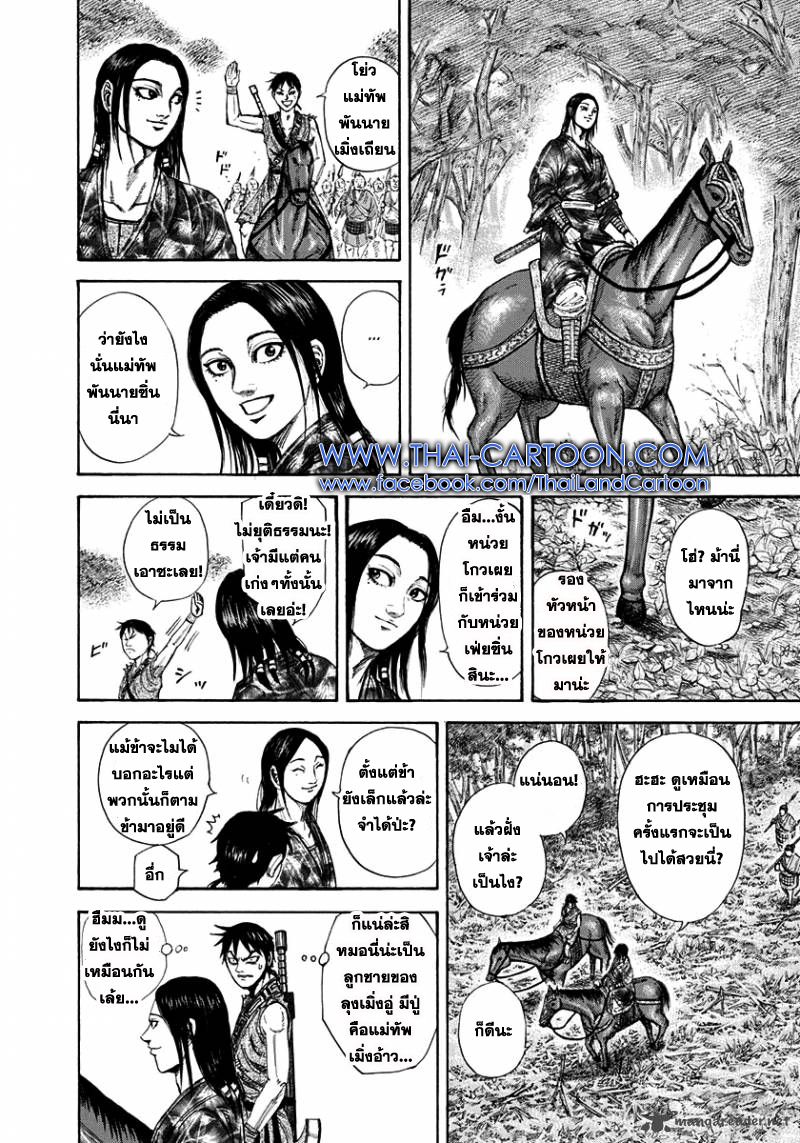 โย่ว
แม่ทัพ
พันนาย
เมิ่งเถียน
ドドド
ドガラ
...
ว่ายังไง
นั่นแม่ทัพ
พันนายซิ่น
นี่นา
WWW.THAI-CARTOON.COM
www.facebook.com/ThaiLandCartoon
โฮ่? ม้านี่
มาจาก
ไหนน่ะ
รอง
หัวหน้า
ของหน่วย
โกวเผยให้
มาน่ะ
ドガッ
อืม...งั้น
หน่วย
โกวเผย
ก็เข้าร่วม
กับหน่วย
เฟ่ยซิ่น
สินะ...
เดี๋ยวดิ!
ไม่ยุติธรรมนะ!
เจ้ามีแต่คน
เก่งๆทั้งนั้น
เลยอ่ะ!
ไม่เป็น
ธรรม
เอาซะเลย!
ビ
ฮะฮะ ดูเหมือน
การประชุม
ครั้งแรกจะเป็น
ไปได้สวยนี่?
แน่นอน!
แล้วฝั่ง
เจ้าล่ะ
เป็นไง?
ก็ดีนะ
ตั้งแต่ข้า
ยังเล็กแล้วล่ะ
จำได้ป่ะ?
แม้ข้าจะไม่ได้
บอกอะไรแต่
พวกนั้นก็ตาม
ข้ามาอยู่ดี
อึ่ก
ก็แน่ล่ะสิ
หมอนี่น่ะเป็น
ลูกชายของ
ลุงเมิ่งอู่ มีปู่
คือแม่ทัพ
เมิ่งอ้าว...
ฮืมม...ดู
ยังไงก็ไม่
เหมือนกัน
เล้ย...
mangareader.net